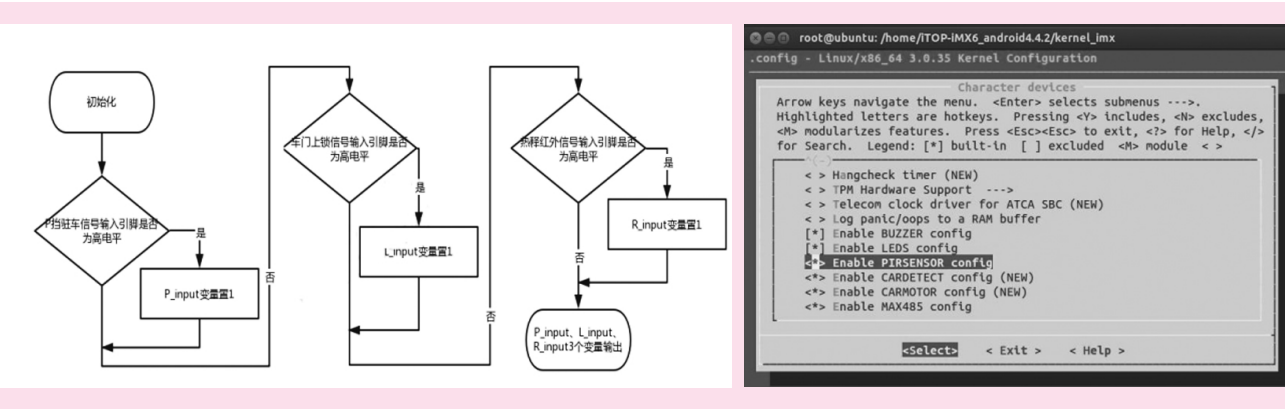 初始化
P挡驻车信号输入引脚是否
为高电平
是
P_input变量置1
否
车门上锁信号输入引脚是否
为高电平
是
L_input变量置1
否
热释红外信号输入引脚是否
为高电平
是
R_input变量置1
否
P_input、L_input、
R_input3个变量输出
root@ubuntu: /home/iTOP-iMX6_android4.4.2/kernel_imx
.config - Linux/x86_64 3.0.35 Kernel Configuration
Character devices
Arrow keys navigate the menu. <Enter> selects submenus --->.
Highlighted letters are hotkeys. Pressing <Y> includes, <N> excludes,
<M> modularizes features. Press <Esc><Esc> to exit, <?> for Help, </>
for Search. Legend: [*] built-in [ ] excluded <M> module < >
^(-)
< > Hangcheck timer (NEW)
< > TPM Hardware Support --->
< > Telecom clock driver for ATCA SBC (NEW)
< > Log panic/oops to a RAM buffer
[*] Enable BUZZER config
[*] Enable LEDS config
<*> Enable PIRSENSOR config
<*> Enable CARDETECT config (NEW)
<*> Enable CARMOTOR config (NEW)
<*> Enable MAX485 config
<Select> < Exit > < Help >